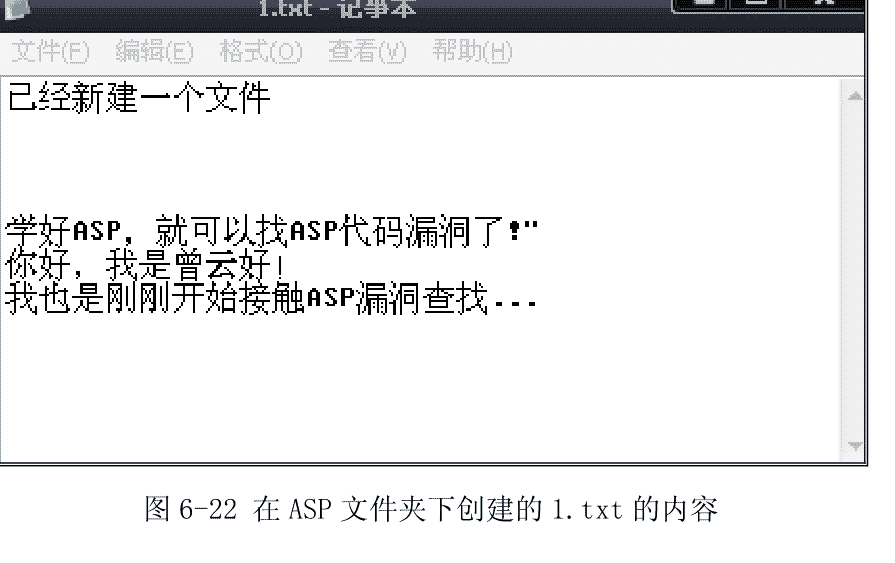 1.txt - 记事本
文件(F) 编辑(E) 格式(O) 查看(V) 帮助(H)
已经新建一个文件
学好ASP，就可以找ASP代码漏洞了!"
你好，我是曾云好!
我也是刚刚开始接触ASP漏洞查找...
图 6-22 在 ASP 文件夹下创建的 1.txt 的内容